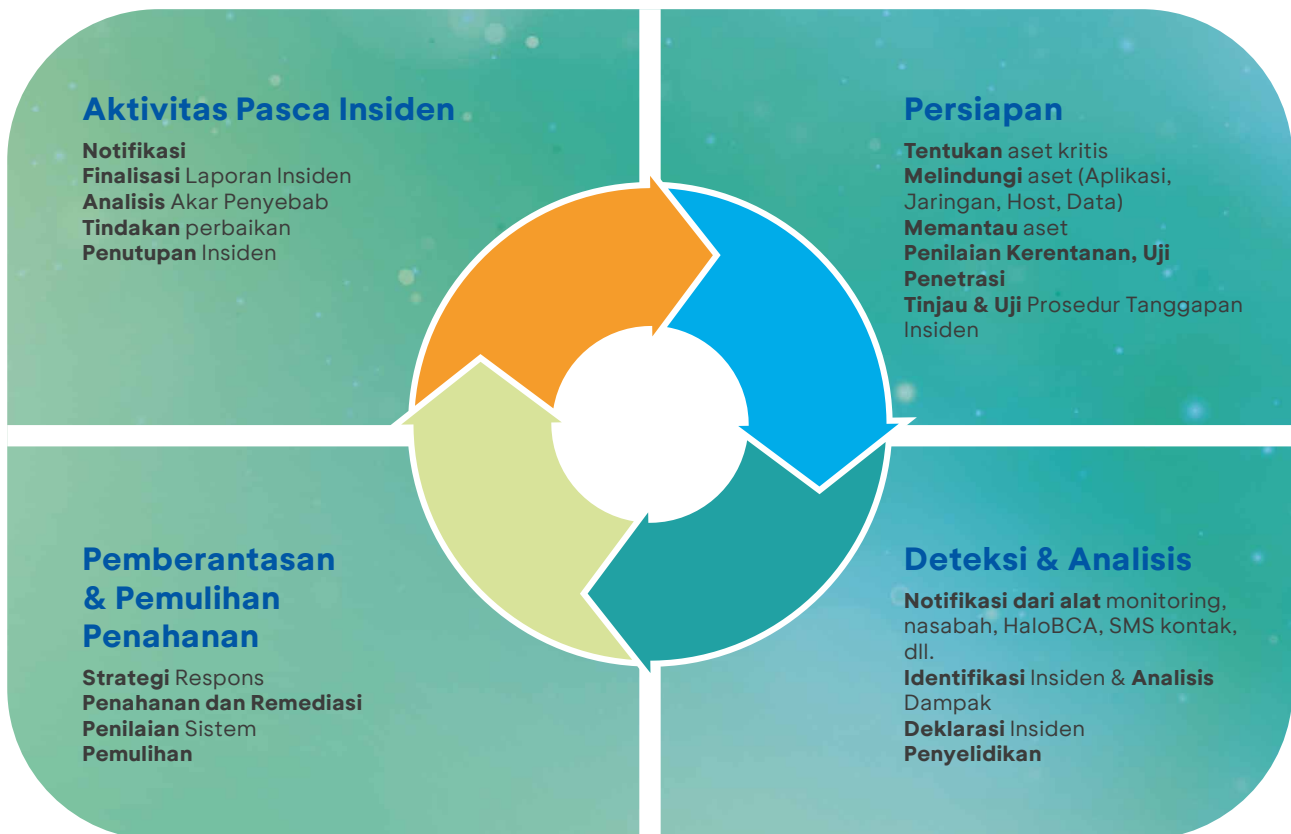 Aktivitas Pasca Insiden
Notifikasi
Finalisasi Laporan Insiden
Analisis Akar Penyebab
Tindakan perbaikan
Penutupan Insiden
Persiapan
Tentukan aset kritis
Melindungi aset (Aplikasi,
Jaringan, Host, Data)
Memantau aset
Penilaian Kerentanan, Uji
Penetrasi
Tinjau & Uji Prosedur Tanggapan
Insiden
Pemberantasan
& Pemulihan
Penahanan
Strategi Respons
Penahanan dan Remediasi
Penilaian Sistem
Pemulihan
Deteksi & Analisis
Notifikasi dari alat monitoring,
nasabah, HaloBCA, SMS kontak,
dll.
Identifikasi Insiden & Analisis
Dampak
Deklarasi Insiden
Penyelidikan